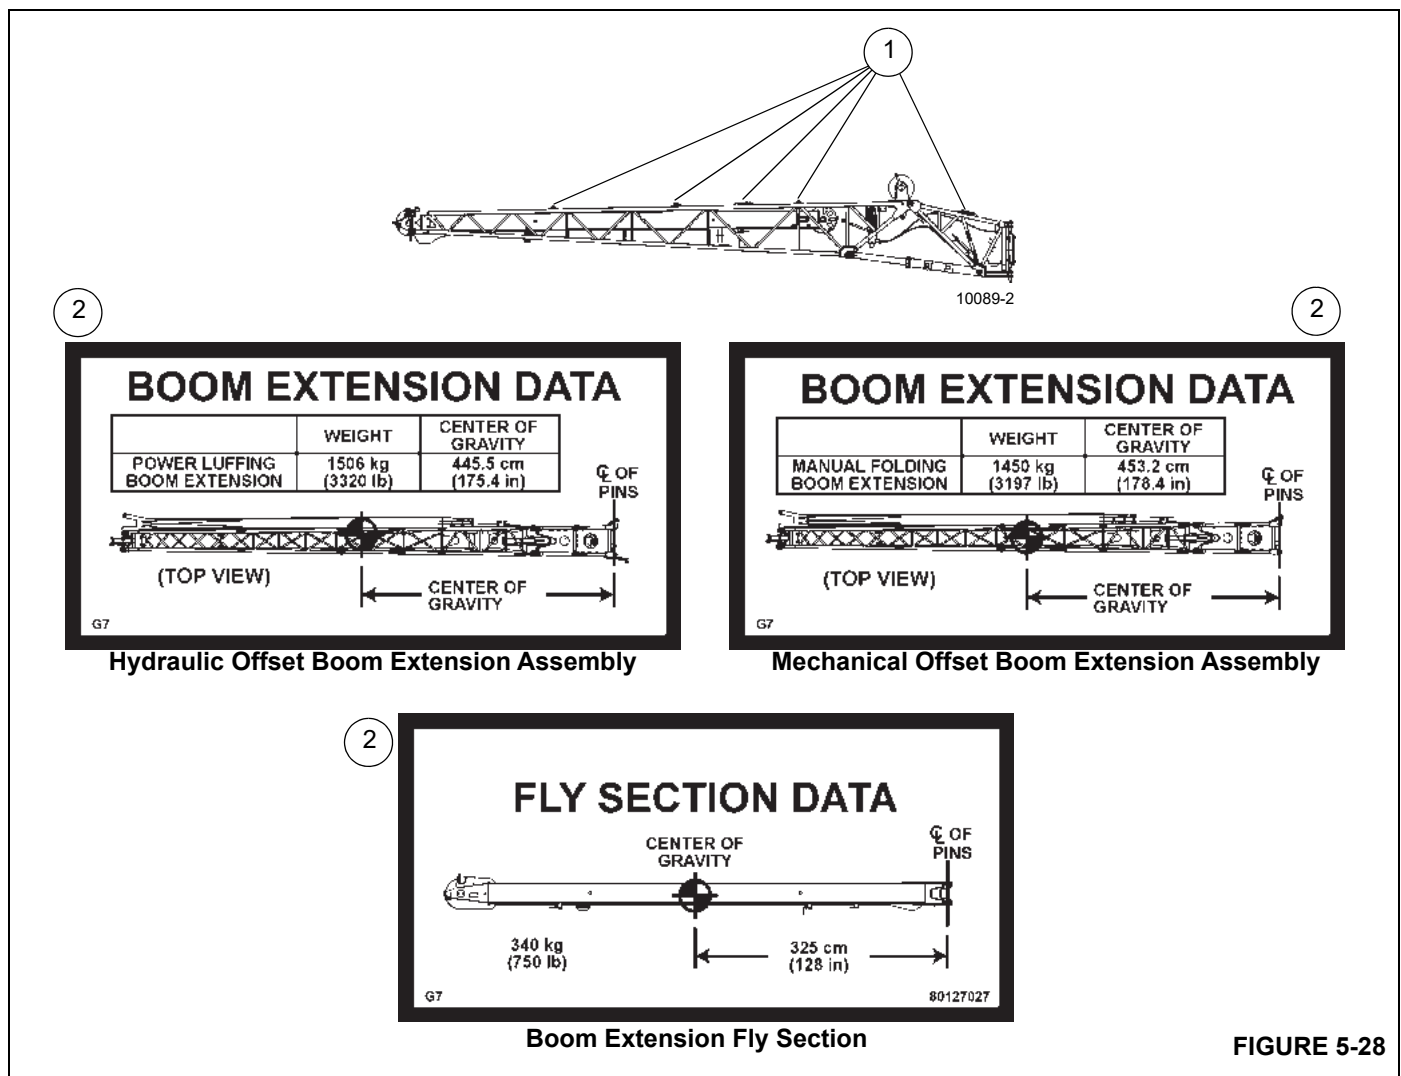 1
10089-2
2
BOOM EXTENSION DATA
WEIGHT
CENTER OF
GRAVITY
POWER LUFFING
BOOM EXTENSION
1506 kg
(3320 lb)
445.5 cm
(175.4 in)
℄ OF
PINS
(TOP VIEW)
CENTER OF
GRAVITY
G7
Hydraulic Offset Boom Extension Assembly
2
BOOM EXTENSION DATA
WEIGHT
CENTER OF
GRAVITY
MANUAL FOLDING
BOOM EXTENSION
1450 kg
(3197 lb)
453.2 cm
(178.4 in)
℄ OF
PINS
(TOP VIEW)
CENTER OF
GRAVITY
G7
Mechanical Offset Boom Extension Assembly
2
FLY SECTION DATA
CENTER OF
GRAVITY
℄ OF
PINS
340 kg
(750 lb)
325 cm
(128 in)
G7
80127027
Boom Extension Fly Section
FIGURE 5-28